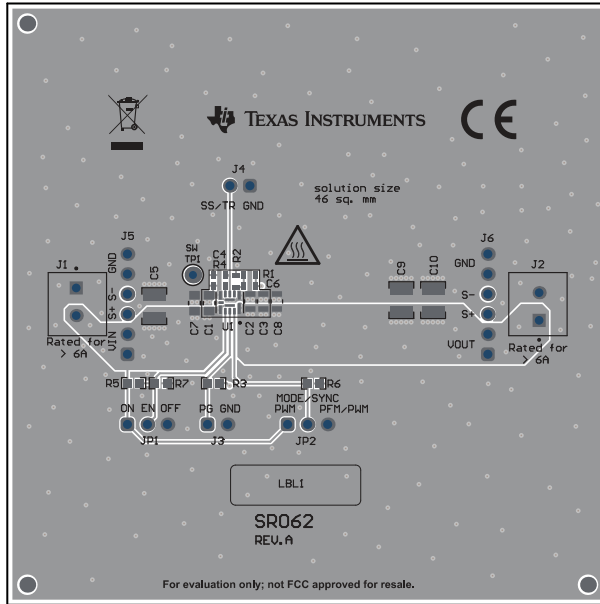 TEXAS INSTRUMENTS
CE
J4
SS/TR GND
solution size
46 sq. mm
J5
GND
S-
S+
VIN
J1
Rated for
> 6A
C5
SW
TP1
C4
R4
R2
R1
C6
C7
C1
U1
C2
C3
C8
C9
C10
J6
GND
S-
S+
VOUT
J2
Rated for
> 6A
R5
R7
R3
R6
ON EN OFF
JP1
PG GND
J3
MODE/SYNC
PWM
PFM/PWM
JP2
LBL1
SR062
REV.A
For evaluation only; not FCC approved for resale.